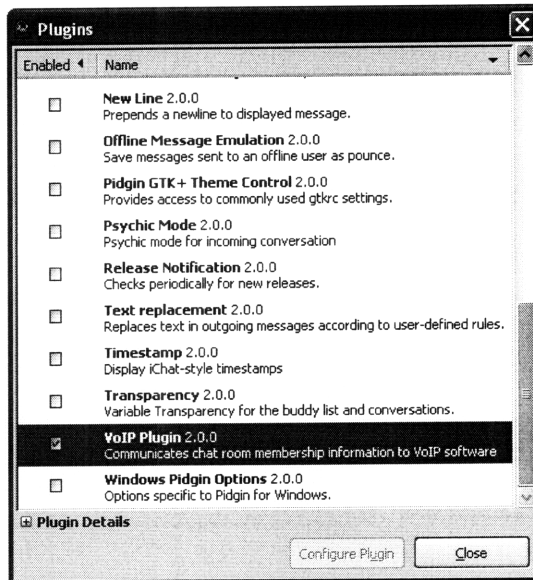 Plugins
Enabled Name
New Line 2.0.0
Prepends a newline to displayed message.
Offline Message Emulation 2.0.0
Save messages sent to an offline user as pounce.
Pidgin GTK+ Theme Control 2.0.0
Provides access to commonly used gtkrc settings.
Psychic Mode 2.0.0
Psychic mode for incoming conversation
Release Notification 2.0.0
Checks periodically for new releases.
Text replacement 2.0.0
Replaces text in outgoing messages according to user-defined rules.
Timestamp 2.0.0
Display iChat-style timestamps
Transparency 2.0.0
Variable Transparency for the buddy list and conversations.
VoIP Plugin 2.0.0
Communicates chat room membership information to VoIP software
Windows Pidgin Options 2.0.0
Options specific to Pidgin for Windows.
Plugin Details
Configure Plugin Close